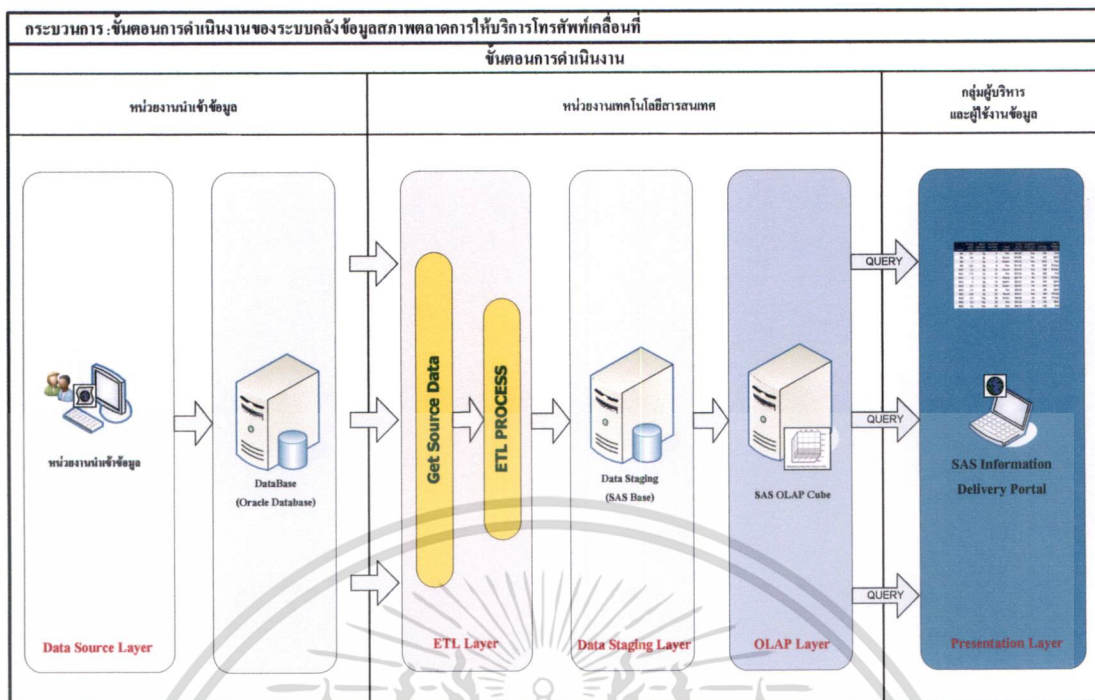 กระบวนการ :ขั้นตอนการดำเนินงานของระบบคลังข้อมูลสภาพตลาดการให้บริการโทรศัพท์เคลื่อนที่
ขั้นตอนการดำเนินงาน
หน่วยงานนำเข้าข้อมูล
หน่วยงานเทคโนโลยีสารสนเทศ
กลุ่มผู้บริหาร
และผู้ใช้งานข้อมูล
หน่วยงานนำเข้าข้อมูล
DataBase
(Oracle Database)
Data Source Layer
Get Source Data
ETL PROCESS
ETL Layer
Data Staging
(SAS Base)
Data Staging Layer
SAS OLAP Cube
OLAP Layer
QUERY
QUERY
QUERY
SAS Information
Delivery Portal
Presentation Layer